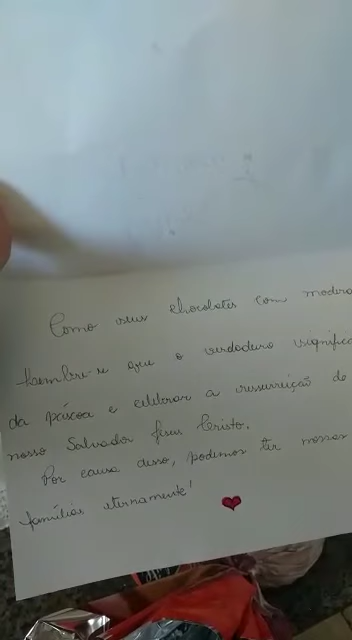 Como seus chocolates com modera
lembre-se que o verdadeiro significa
da páscoa é celebrar a ressurreição de
nosso Salvador Jesus Cristo.
Por causa disso, podemos ter nossas
famílias eternamente!